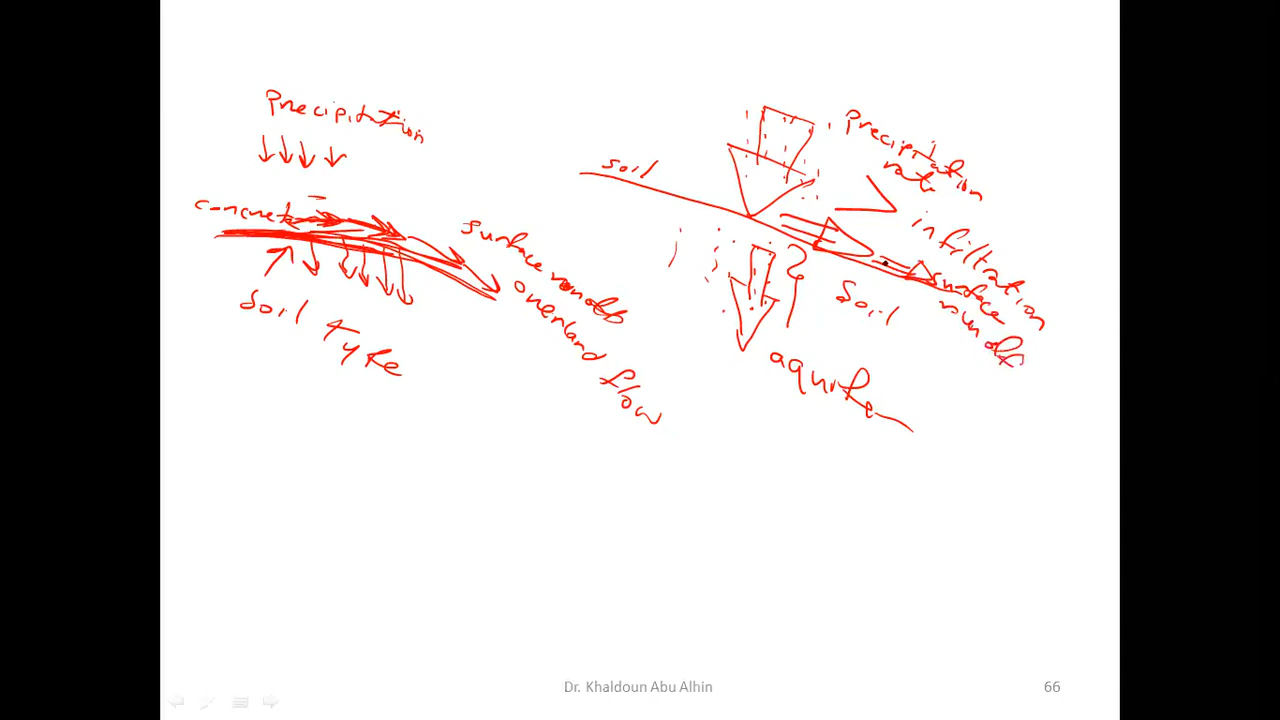 Precipitation
concrete
Soil type
surface runoff
overland flow
soil
Precipitation
rate
infiltration
surface
runoff
Soil
aquifer
Dr. Khaldoun Abu Alhin
66